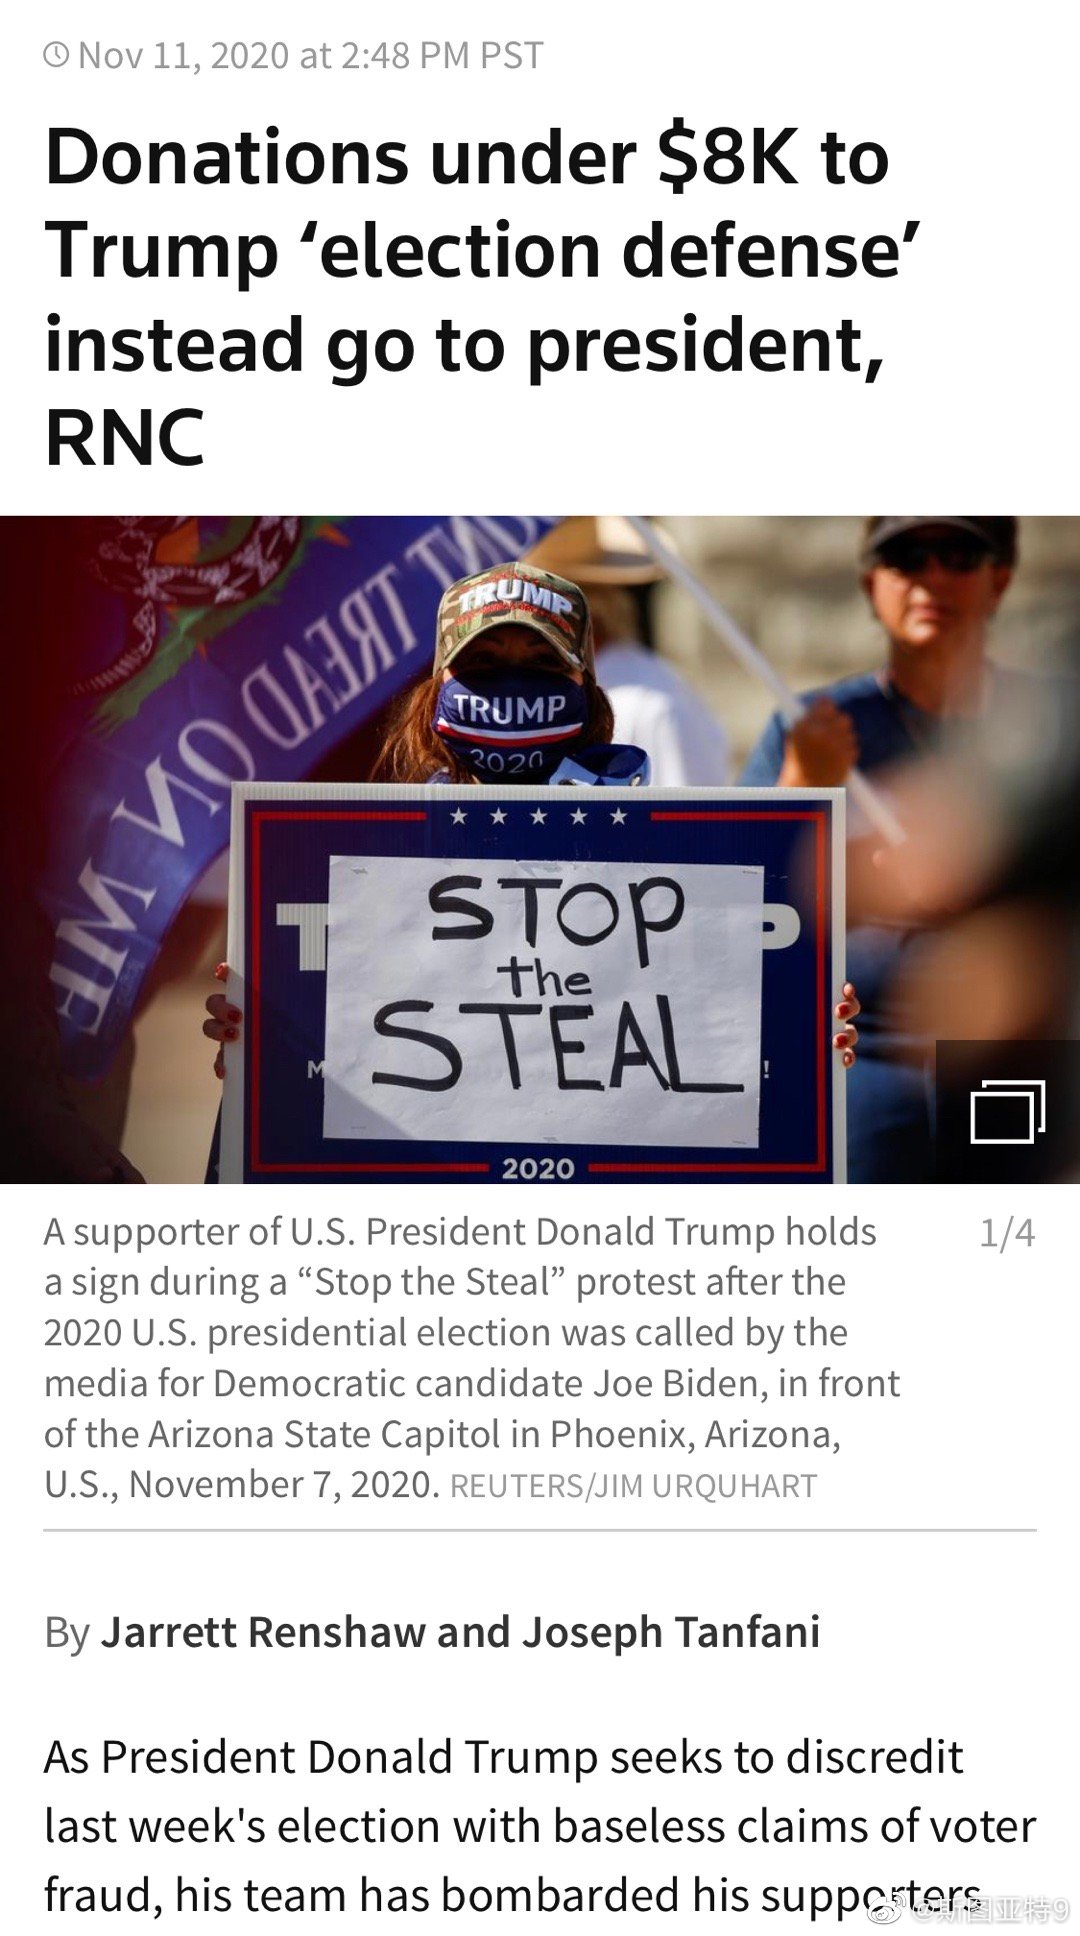 Nov 11, 2020 at 2:48 PM PST
Donations under $8K to
Trump ‘election defense’
instead go to president,
RNC
DON'T TREAD ON ME
TRUMP
TRUMP
2020
T
P
STOP
the
STEAL
M
!
2020
A supporter of U.S. President Donald Trump holds
1/4
a sign during a “Stop the Steal” protest after the
2020 U.S. presidential election was called by the
media for Democratic candidate Joe Biden, in front
of the Arizona State Capitol in Phoenix, Arizona,
U.S., November 7, 2020. REUTERS/JIM URQUHART
By Jarrett Renshaw and Joseph Tanfani
As President Donald Trump seeks to discredit
last week's election with baseless claims of voter
fraud, his team has bombarded his supporters
@斯图亚特9